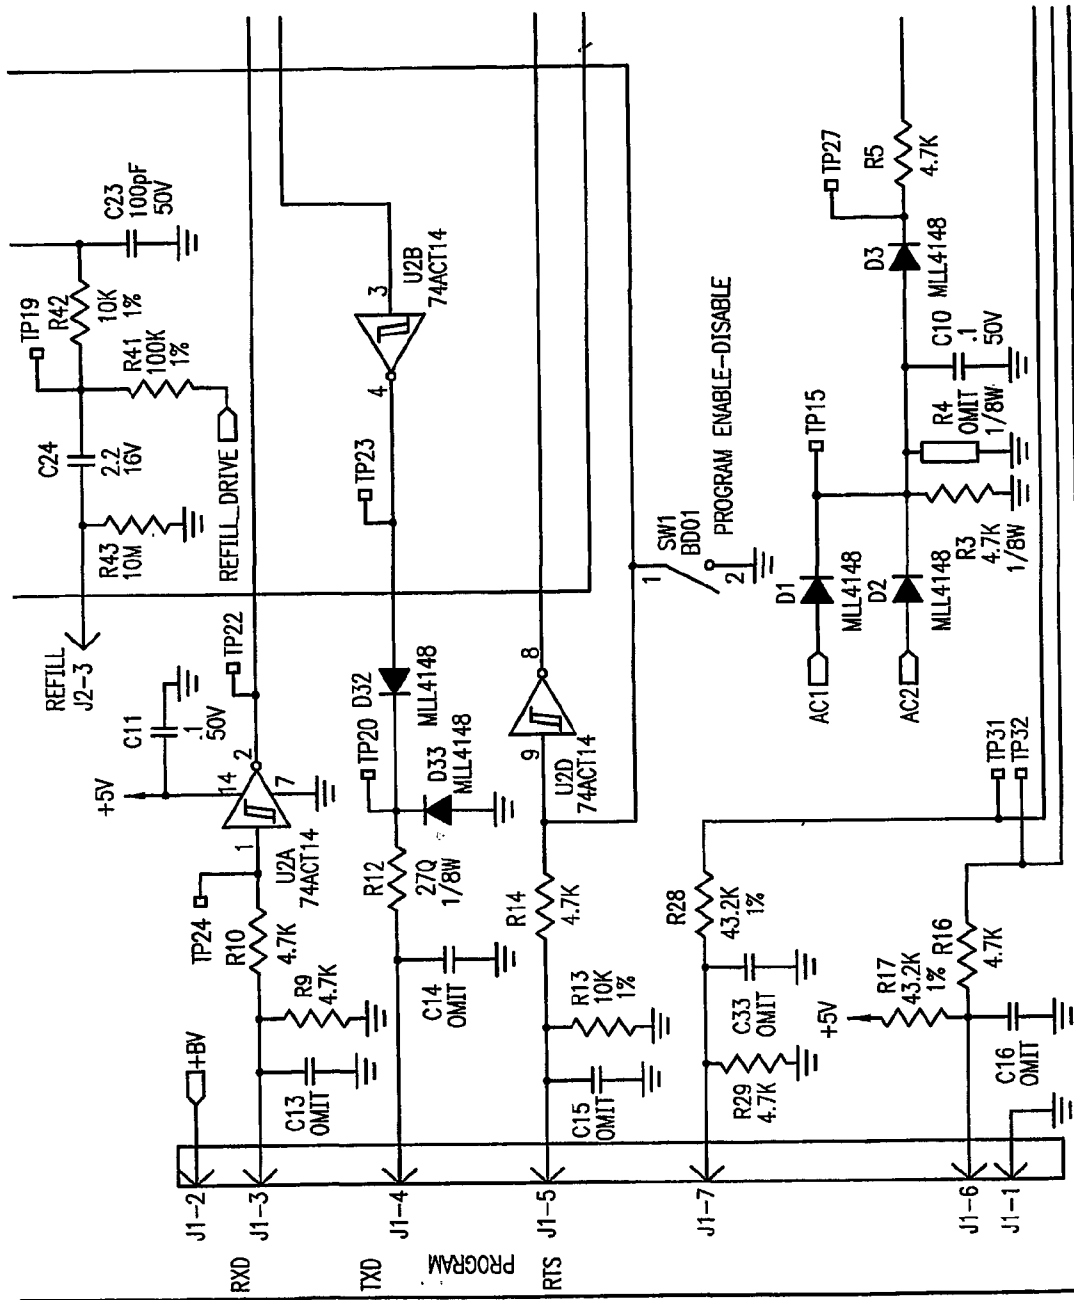 REFILL
J2-3
R43
10M
C24
2.2
16V
TP19
R42
10K
1%
R41
100K
1%
C23
100pF
50V
REFILL_DRIVE
+5V
C11
.1
50V
TP22
14
2
7
1
U2A
74ACT14
TP24
R10
4.7K
R9
4.7K
C13
OMIT
+BV
J1-2
J1-3
RXD
3
U2B
74ACT14
4
TP23
D32
MLL4148
TP20
D33
MLL4148
R12
27Ω
1/8W
C14
OMIT
J1-4
TXD
PROGRAM
8
9
U2D
74ACT14
R14
4.7K
R13
10K
1%
C15
OMIT
J1-5
RTS
1
SW1
BD01
2
PROGRAM ENABLE-DISABLE
R28
43.2K
1%
C33
OMIT
R29
4.7K
J1-7
TP31
TP32
R16
4.7K
R17
43.2K
1%
+5V
C16
OMIT
J1-6
J1-1
AC1
D1
MLL4148
TP15
AC2
D2
MLL4148
R3
4.7K
1/8W
R4
OMIT
1/8W
C10
.1
50V
D3
MLL4148
TP27
R5
4.7K